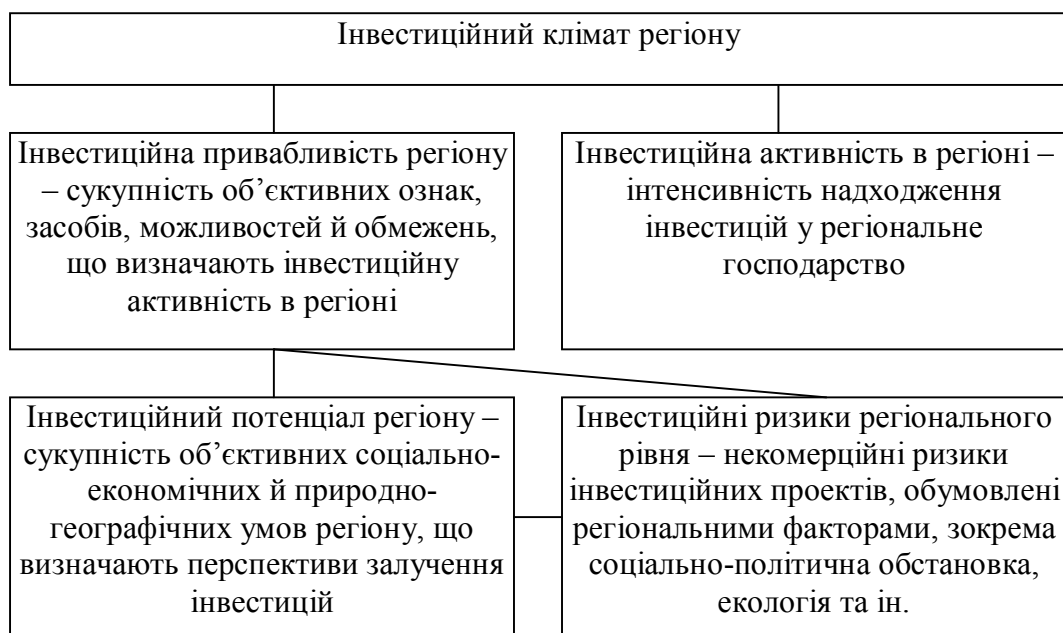 Інвестиційний клімат регіону
Інвестиційна привабливість регіону
– сукупність об’єктивних ознак,
засобів, можливостей й обмежень,
що визначають інвестиційну
активність в регіоні
Інвестиційна активність в регіоні –
інтенсивність надходження
інвестицій у регіональне
господарство
Інвестиційний потенціал регіону –
сукупність об’єктивних соціально-
економічних й природно-
географічних умов регіону, що
визначають перспективи залучення
інвестицій
Інвестиційні ризики регіонального
рівня – некомерційні ризики
інвестиційних проектів, обумовлені
регіональними факторами, зокрема
соціально-політична обстановка,
екологія та ін.